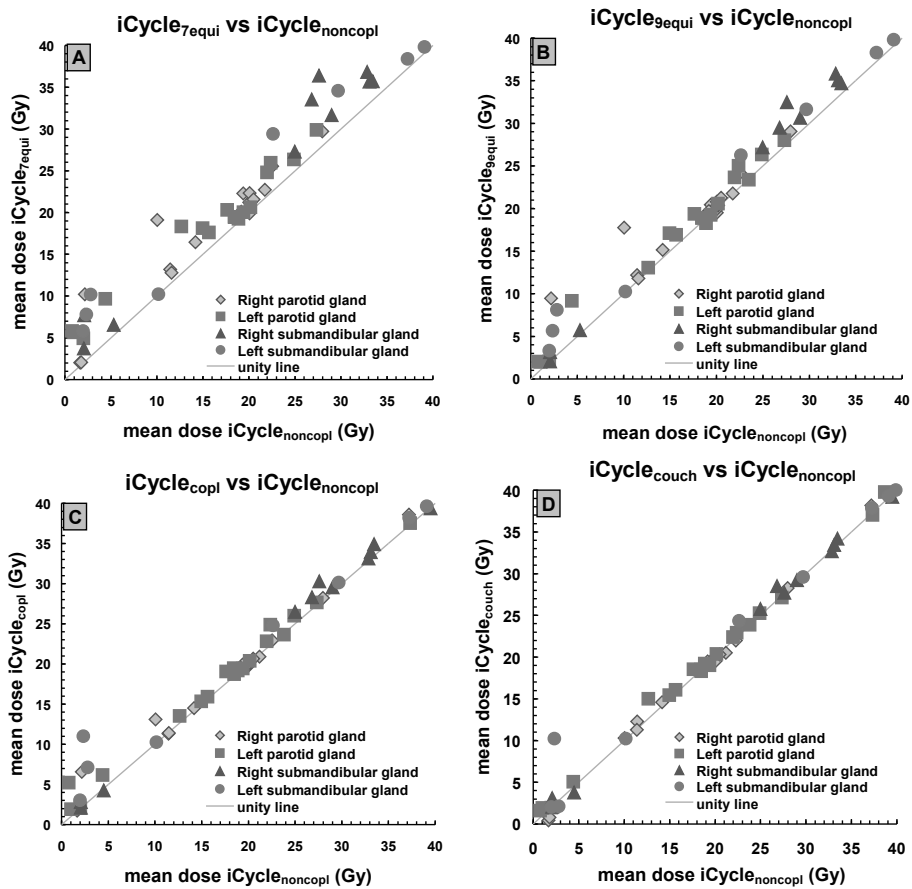 iCycle7equi vs iCycle noncopl
A
mean dose iCycle7equi (Gy)
40
35
30
25
20
15
10
5
0
Right parotid gland
Left parotid gland
Right submandibular gland
Left submandibular gland
unity line
0 5 10 15 20 25 30 35 40
mean dose iCyclenoncopl (Gy)
iCycle9equi vs iCyclenoncopl
B
mean dose iCycle9equi (Gy)
40
35
30
25
20
15
10
5
0
Right parotid gland
Left parotid gland
Right submandibular gland
Left submandibular gland
unity line
0 5 10 15 20 25 30 35 40
mean dose iCyclenoncopl (Gy)
iCyclecopl vs iCyclenoncopl
C
mean dose iCyclecopl (Gy)
40
35
30
25
20
15
10
5
0
Right parotid gland
Left parotid gland
Right submandibular gland
Left submandibular gland
unity line
0 5 10 15 20 25 30 35 40
mean dose iCyclenoncopl (Gy)
iCyclecouch vs iCyclenoncopl
D
mean dose iCyclecouch (Gy)
40
35
30
25
20
15
10
5
0
Right parotid gland
Left parotid gland
Right submandibular gland
Left submandibular gland
unity line
0 5 10 15 20 25 30 35 40
mean dose iCyclenoncopl (Gy)